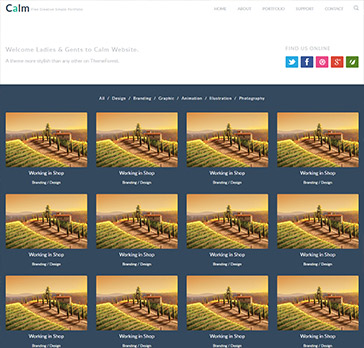 Calm Free Creative Simple Portfolio
HOME ABOUT PORTFOLIO SUPPORT CONTACT
Welcome Ladies & Gents to Calm Website.
A theme more stylish than any other on ThemeForest.
FIND US ONLINE
All / Design / Branding / Graphic / Animation / Illustration / Photography
Working in Shop Working in Shop Working in Shop Working in Shop
Branding / Design Branding / Design Branding / Design Branding / Design
Working in Shop Working in Shop Working in Shop Working in Shop
Branding / Design Branding / Design Branding / Design Branding / Design
Working in Shop Working in Shop Working in Shop Working in Shop
Branding / Design Branding / Design Branding / Design Branding / Design